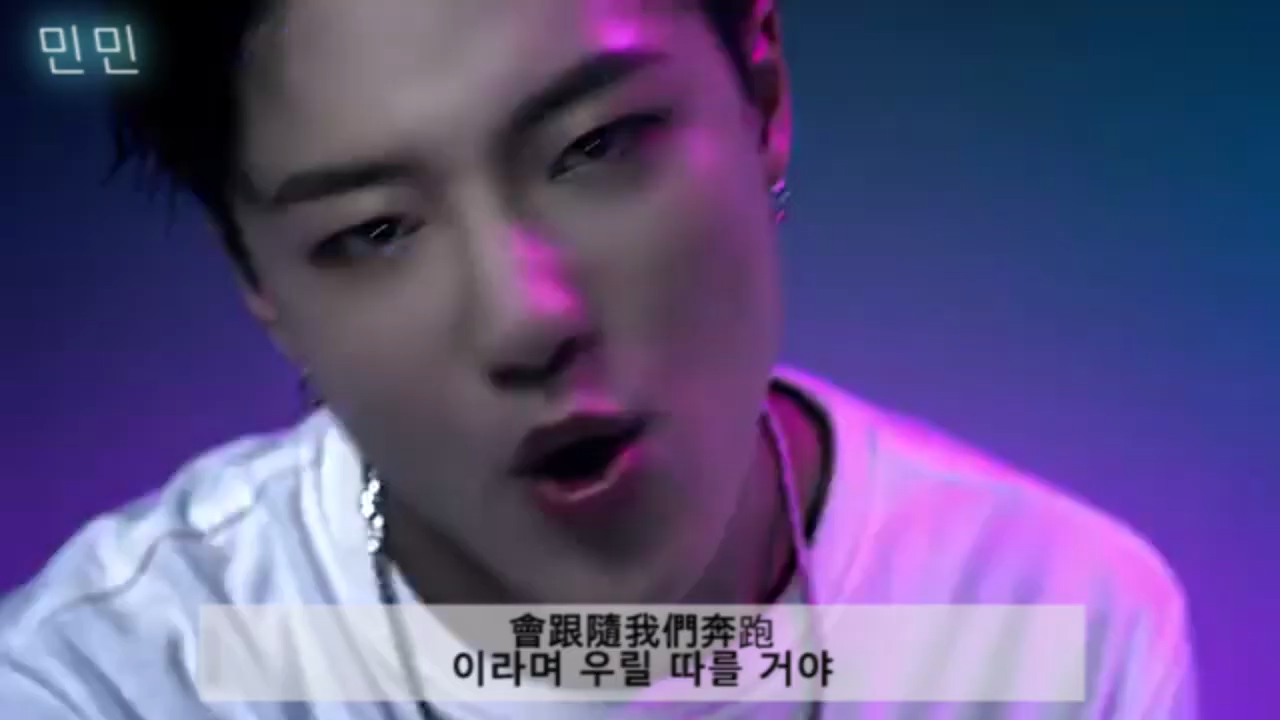 민민
會跟隨我們奔跑
이라며 우릴 따를 거야